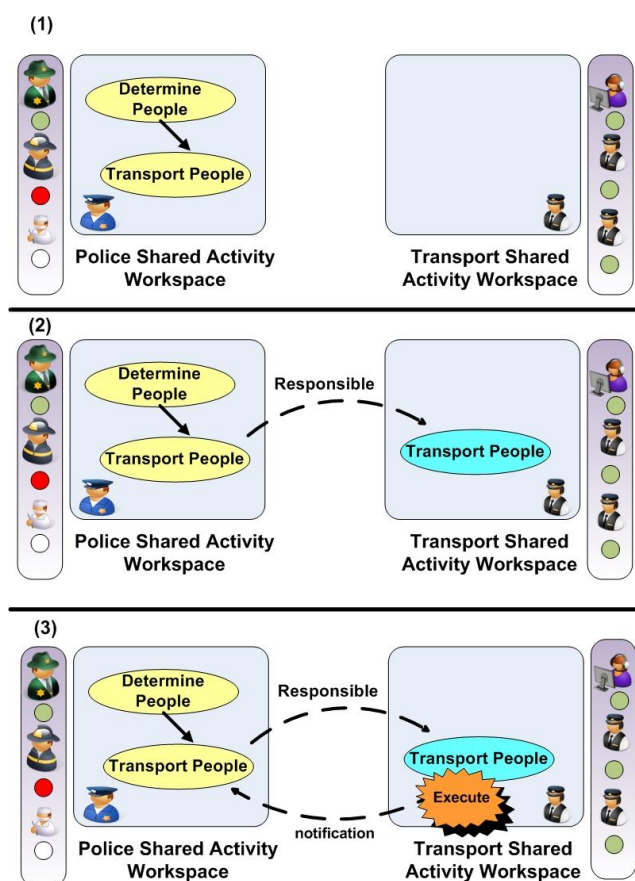 (1)
Determine
People
Transport People
Police Shared Activity
Workspace
Transport Shared
Activity Workspace
(2)
Determine
People
Transport People
Responsible
Transport People
Police Shared Activity
Workspace
Transport Shared
Activity Workspace
(3)
Determine
People
Transport People
Responsible
Transport People
Execute
notification
Police Shared Activity
Workspace
Transport Shared
Activity Workspace